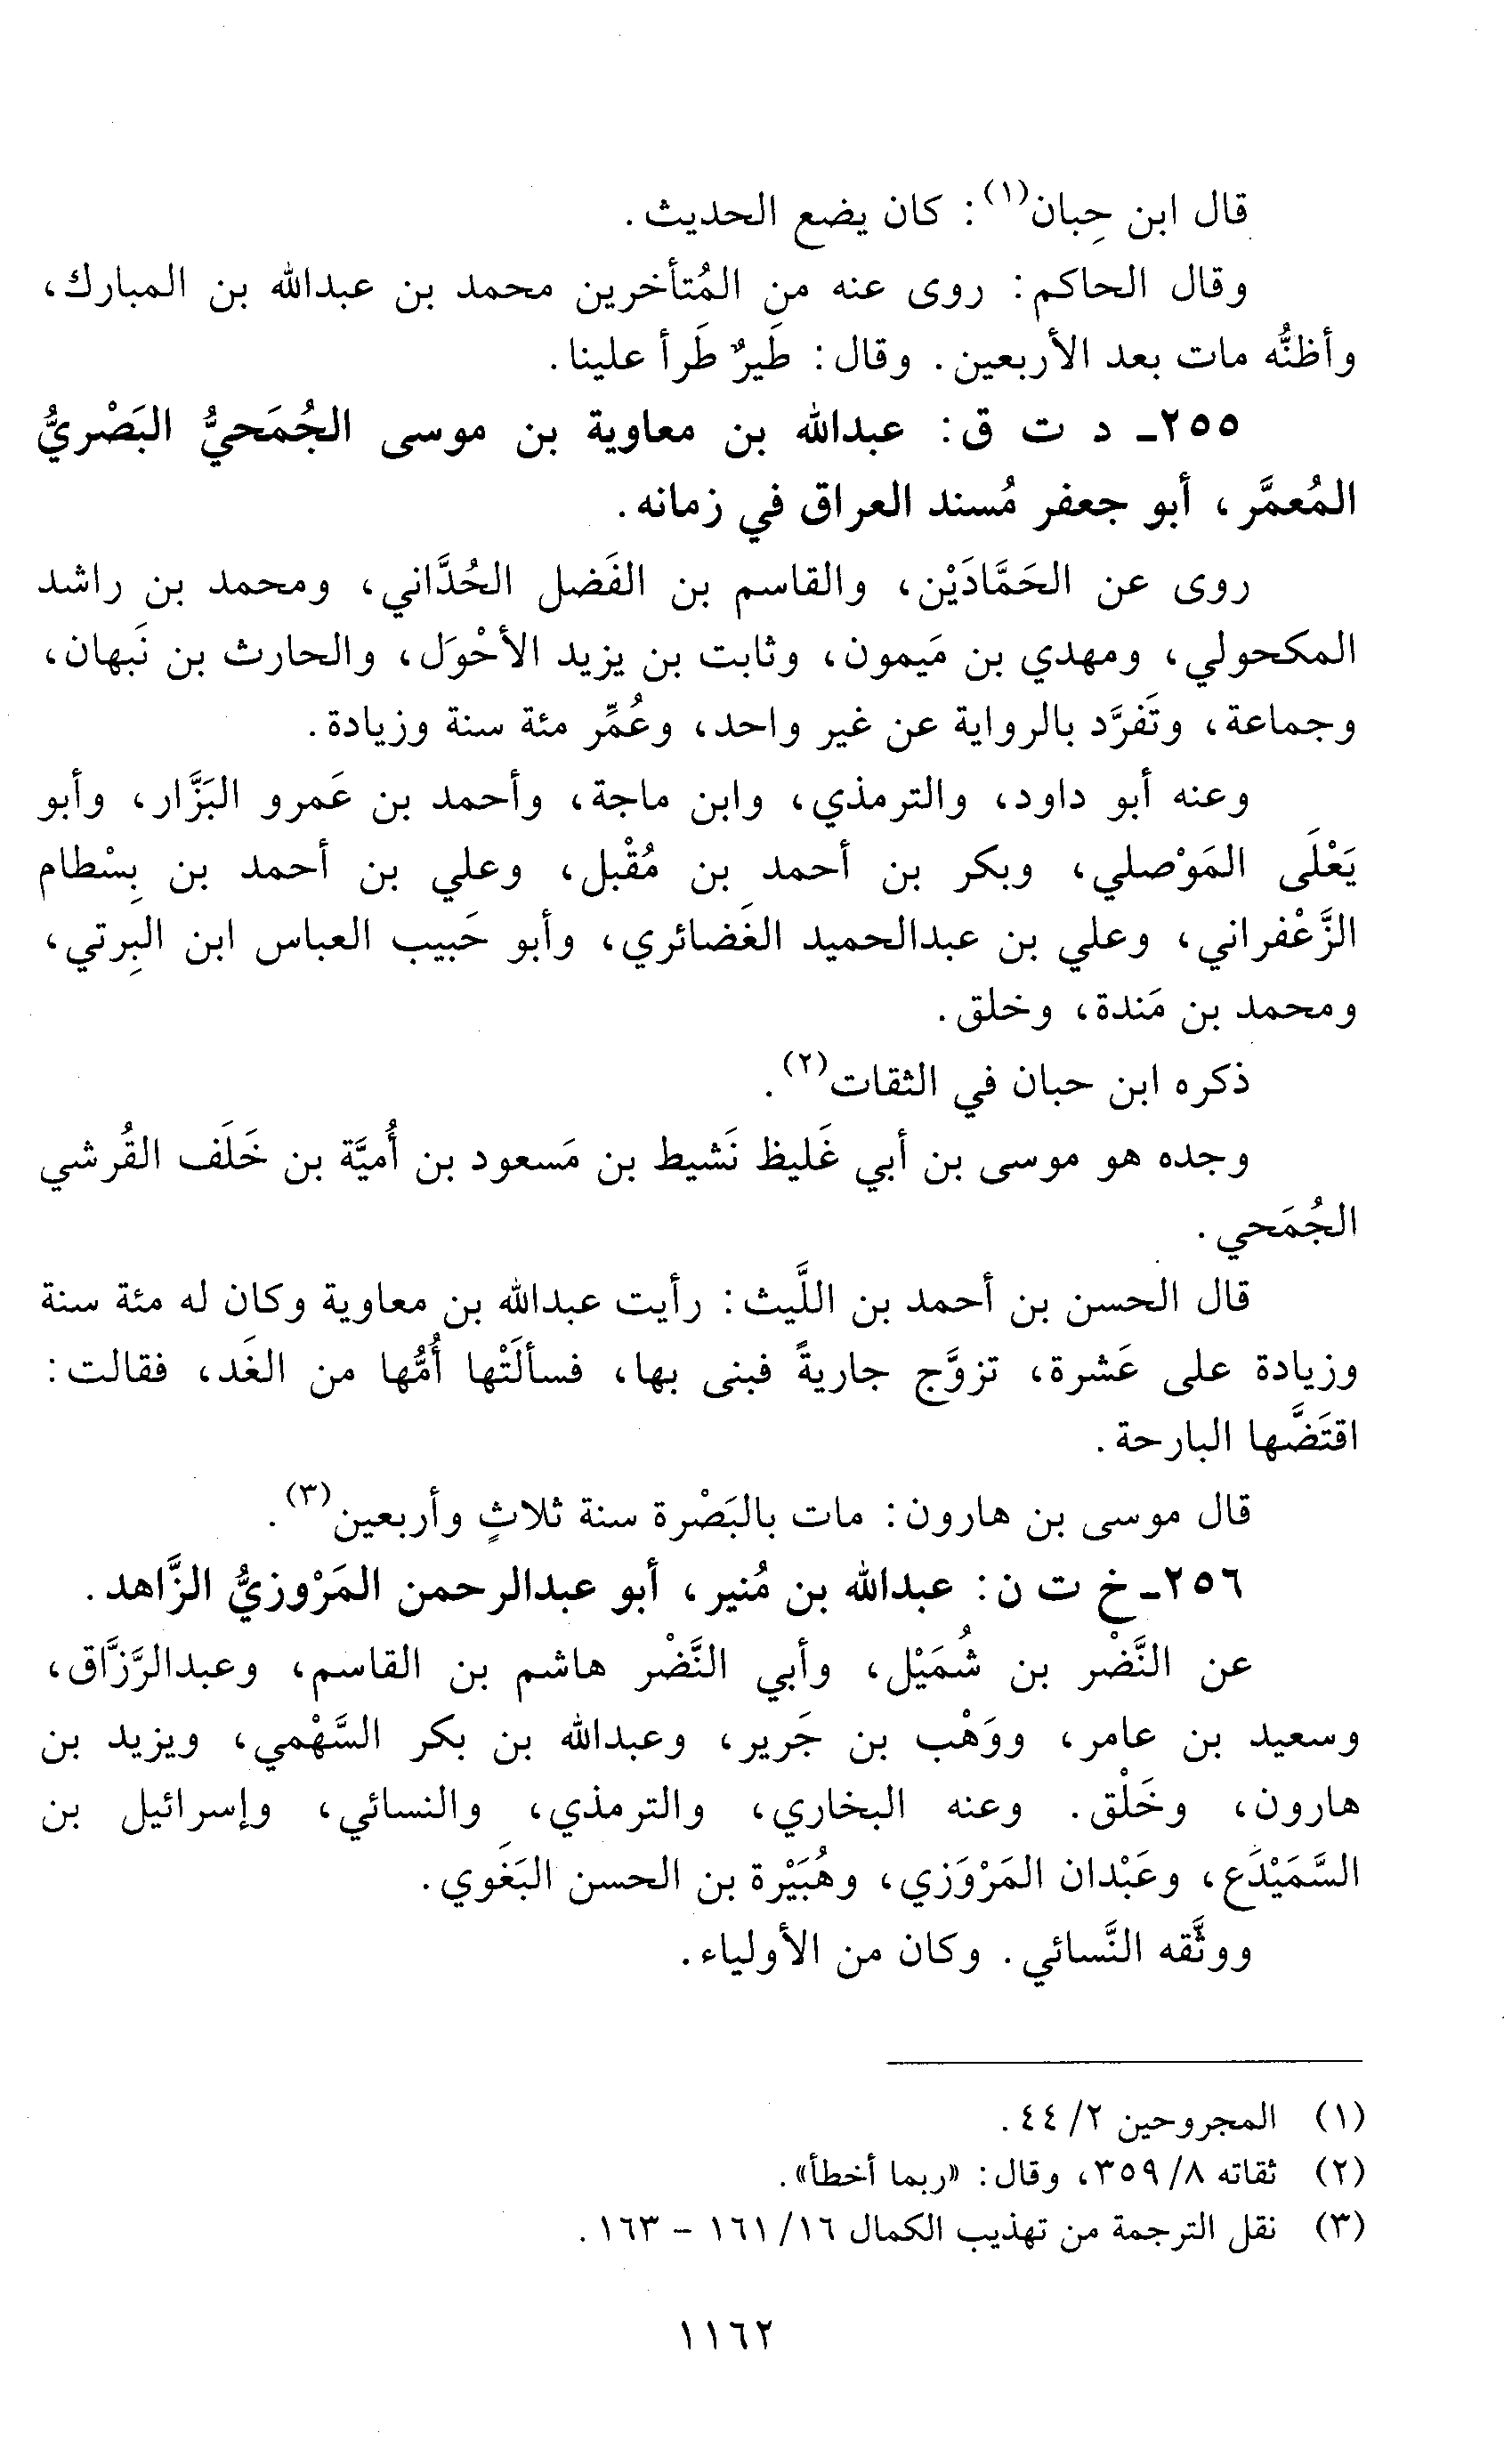 قال ابن حِبان(١): كان يضع الحديث.
وقال الحاكم: روى عنه من المُتأخرين محمد بن عبدالله بن المبارك،
وأظنُّه مات بعد الأربعين. وقال: طَيرٌ طَرأ علينا.
٢٥٥ـ د ت ق: عبدالله بن معاوية بن موسى الجُمَحيُّ البَصْريُّ
المُعمَّر، أبو جعفر مُسند العراق في زمانه.
روى عن الحَمَّادَيْن، والقاسم بن الفَضل الحُدَّاني، ومحمد بن راشد
المكحولي، ومهدي بن مَيمون، وثابت بن يزيد الأحْوَل، والحارث بن نَبهان،
وجماعة، وتَفرَّد بالرواية عن غير واحد، وعُمِّر مئة سنة وزيادة.
وعنه أبو داود، والترمذي، وابن ماجة، وأحمد بن عَمرو البَزَّار، وأبو
يَعْلَى المَوْصلي، وبكر بن أحمد بن مُقْبل، وعلي بن أحمد بن بِسْطام
الزَّعْفراني، وعلي بن عبدالحميد الغَضائري، وأبو حَبيب العباس ابن البِرتي،
ومحمد بن مَندة، وخلق.
ذكره ابن حبان في الثقات(٢).
وجده هو موسى بن أبي غَليظ نَشيط بن مَسعود بن أُميَّة بن خَلَف القُرشي
الجُمَحي.
قال الحسن بن أحمد بن اللَّيث: رأيت عبدالله بن معاوية وكان له مئة سنة
وزيادة على عَشرة، تزوَّج جاريةً فبنى بها، فسألَتْها أُمُّها من الغَد، فقالت:
اقتَضَّها البارحة.
قال موسى بن هارون: مات بالبَصْرة سنة ثلاثٍ وأربعين(٣).
٢٥٦ـ خ ت ن: عبدالله بن مُنير، أبو عبدالرحمن المَرْوزيُّ الزَّاهد.
عن النَّضْر بن شُمَيْل، وأبي النَّضْر هاشم بن القاسم، وعبدالرَّزَّاق،
وسعيد بن عامر، ووَهْب بن جَرير، وعبدالله بن بكر السَّهْمي، ويزيد بن
هارون، وخَلْق. وعنه البخاري، والترمذي، والنسائي، وإسرائيل بن
السَّمَيْدَع، وعَبْدان المَرْوَزي، وهُبَيْرة بن الحسن البَغَوي.
ووثَّقه النَّسائي. وكان من الأولياء.
(١) المجروحين ٢/ ٤٤.
(٢) ثقاته ٨/ ٣٥٩، وقال: «ربما أخطأ».
(٣) نقل الترجمة من تهذيب الكمال ١٦/ ١٦١ - ١٦٣.
١١٦٢